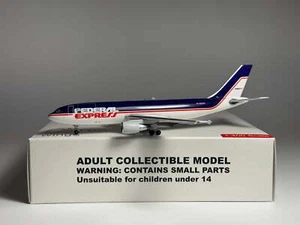 FEDERAL
EXPRESS
ADULT COLLECTIBLE MODEL
WARNING: CONTAINS SMALL PARTS
Unsuitable for children under 14